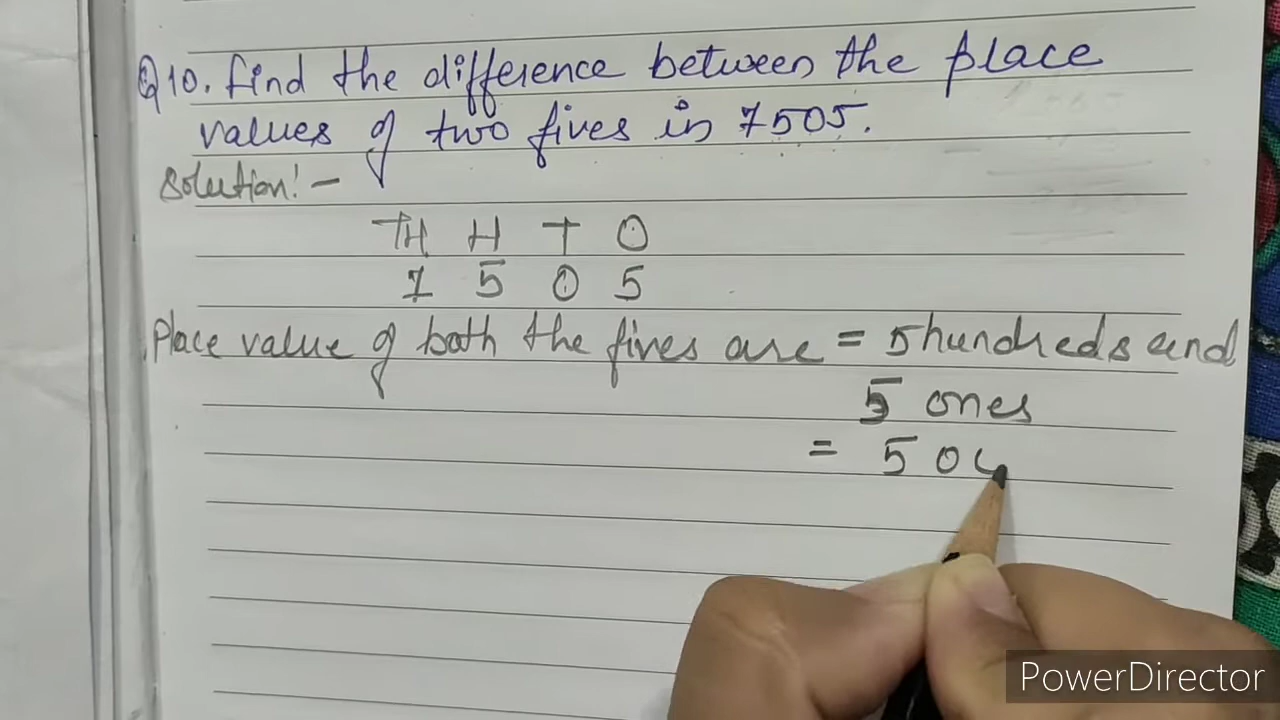 Q10. Find the difference between the place
values of two fives in 7505.
Solution:-
TH H T O
7 5 0 5
Place value of both the fives are = 5 hundreds and
5 ones
= 50
PowerDirector